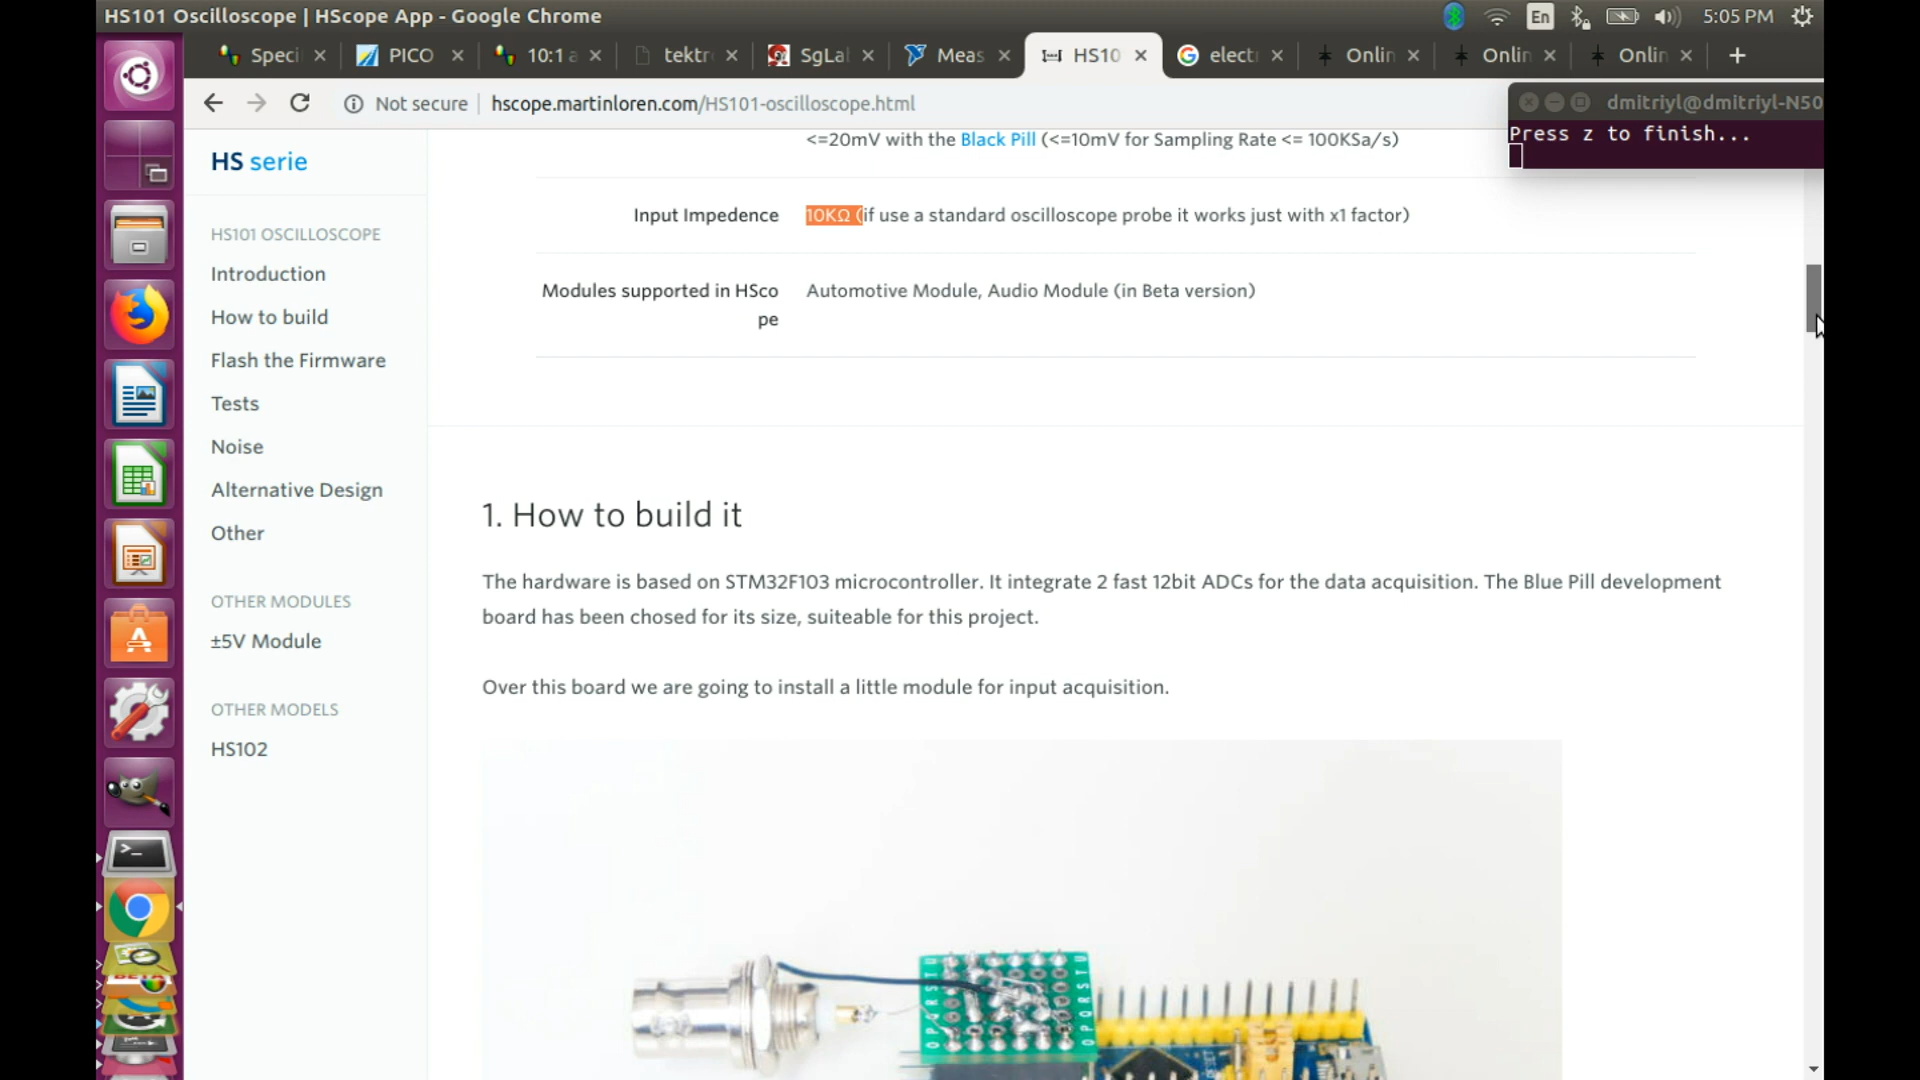 HS101 Oscilloscope | HScope App - Google Chrome
En
5:05 PM
Speci
PICO
10:1 a
tektr
SgLal
Meas
HS10
elect
Onlin
Onlin
Onlin
Not secure
hscope.martinloren.com/HS101-oscilloscope.html
dmitriyl@dmitriyl-N50
Press z to finish...
HS serie
HS101 OSCILLOSCOPE
Introduction
How to build
Flash the Firmware
Tests
Noise
Alternative Design
Other
OTHER MODULES
±5V Module
OTHER MODELS
HS102
<=20mV with the Black Pill (<=10mV for Sampling Rate <= 100KSa/s)
Input Impedence
10KΩ (if use a standard oscilloscope probe it works just with x1 factor)
Modules supported in HSco
pe
Automotive Module, Audio Module (in Beta version)
1. How to build it
The hardware is based on STM32F103 microcontroller. It integrate 2 fast 12bit ADCs for the data acquisition. The Blue Pill development
board has been chosed for its size, suiteable for this project.
Over this board we are going to install a little module for input acquisition.